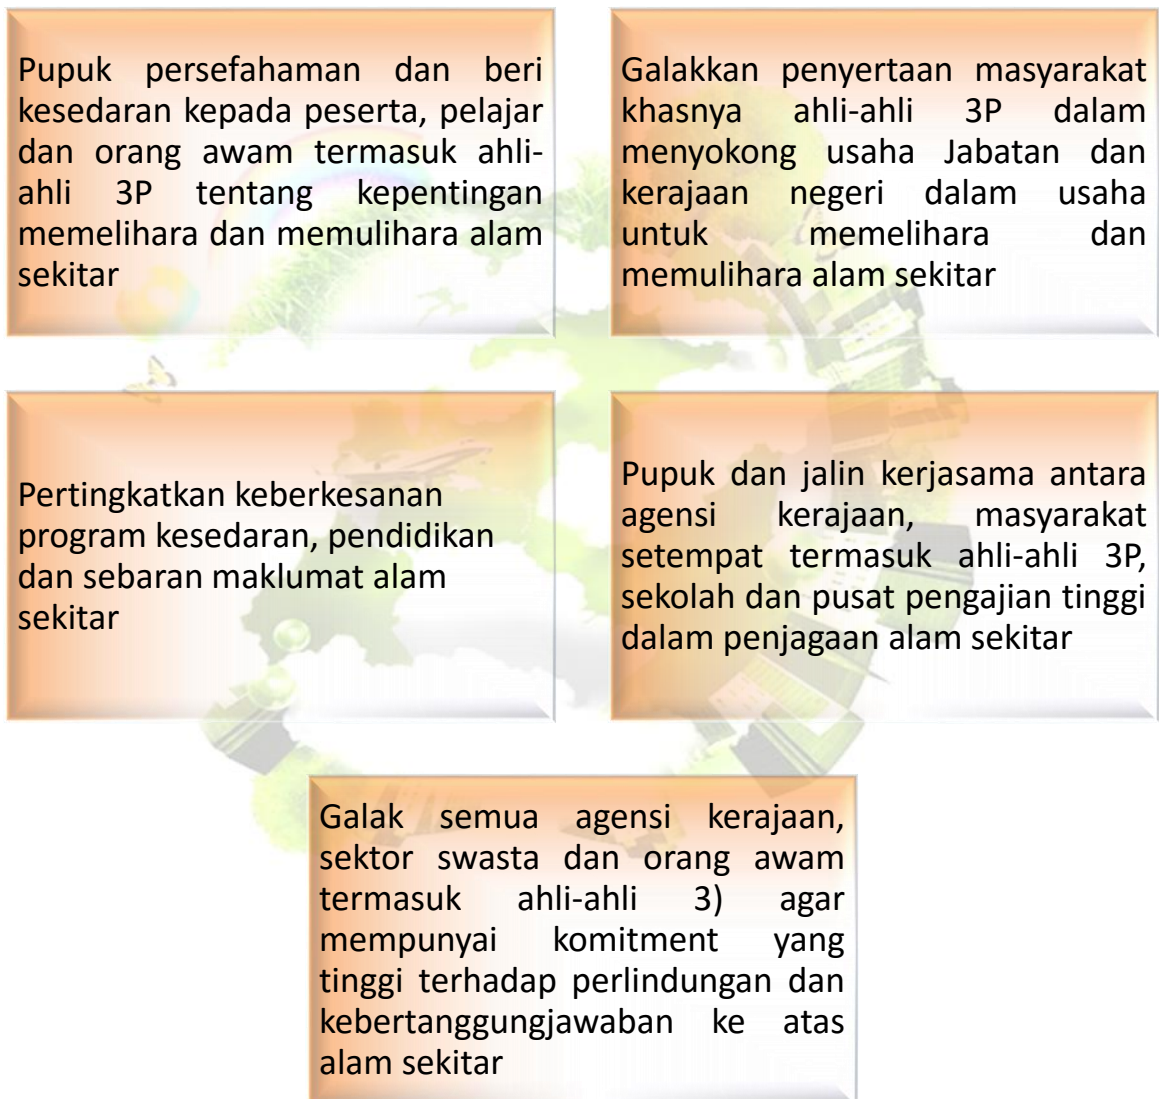 Pupuk persefahaman dan beri
kesedaran kepada peserta, pelajar
dan orang awam termasuk ahli-
ahli 3P tentang kepentingan
memelihara dan memulihara alam
sekitar
Galakkan penyertaan masyarakat
khasnya ahli-ahli 3P dalam
menyokong usaha Jabatan dan
kerajaan negeri dalam usaha
untuk memelihara dan
memulihara alam sekitar
Pertingkatkan keberkesanan
program kesedaran, pendidikan
dan sebaran maklumat alam
sekitar
Pupuk dan jalin kerjasama antara
agensi kerajaan, masyarakat
setempat termasuk ahli-ahli 3P,
sekolah dan pusat pengajian tinggi
dalam penjagaan alam sekitar
Galak semua agensi kerajaan,
sektor swasta dan orang awam
termasuk ahli-ahli 3) agar
mempunyai komitment yang
tinggi terhadap perlindungan dan
kebertanggungjawaban ke atas
alam sekitar